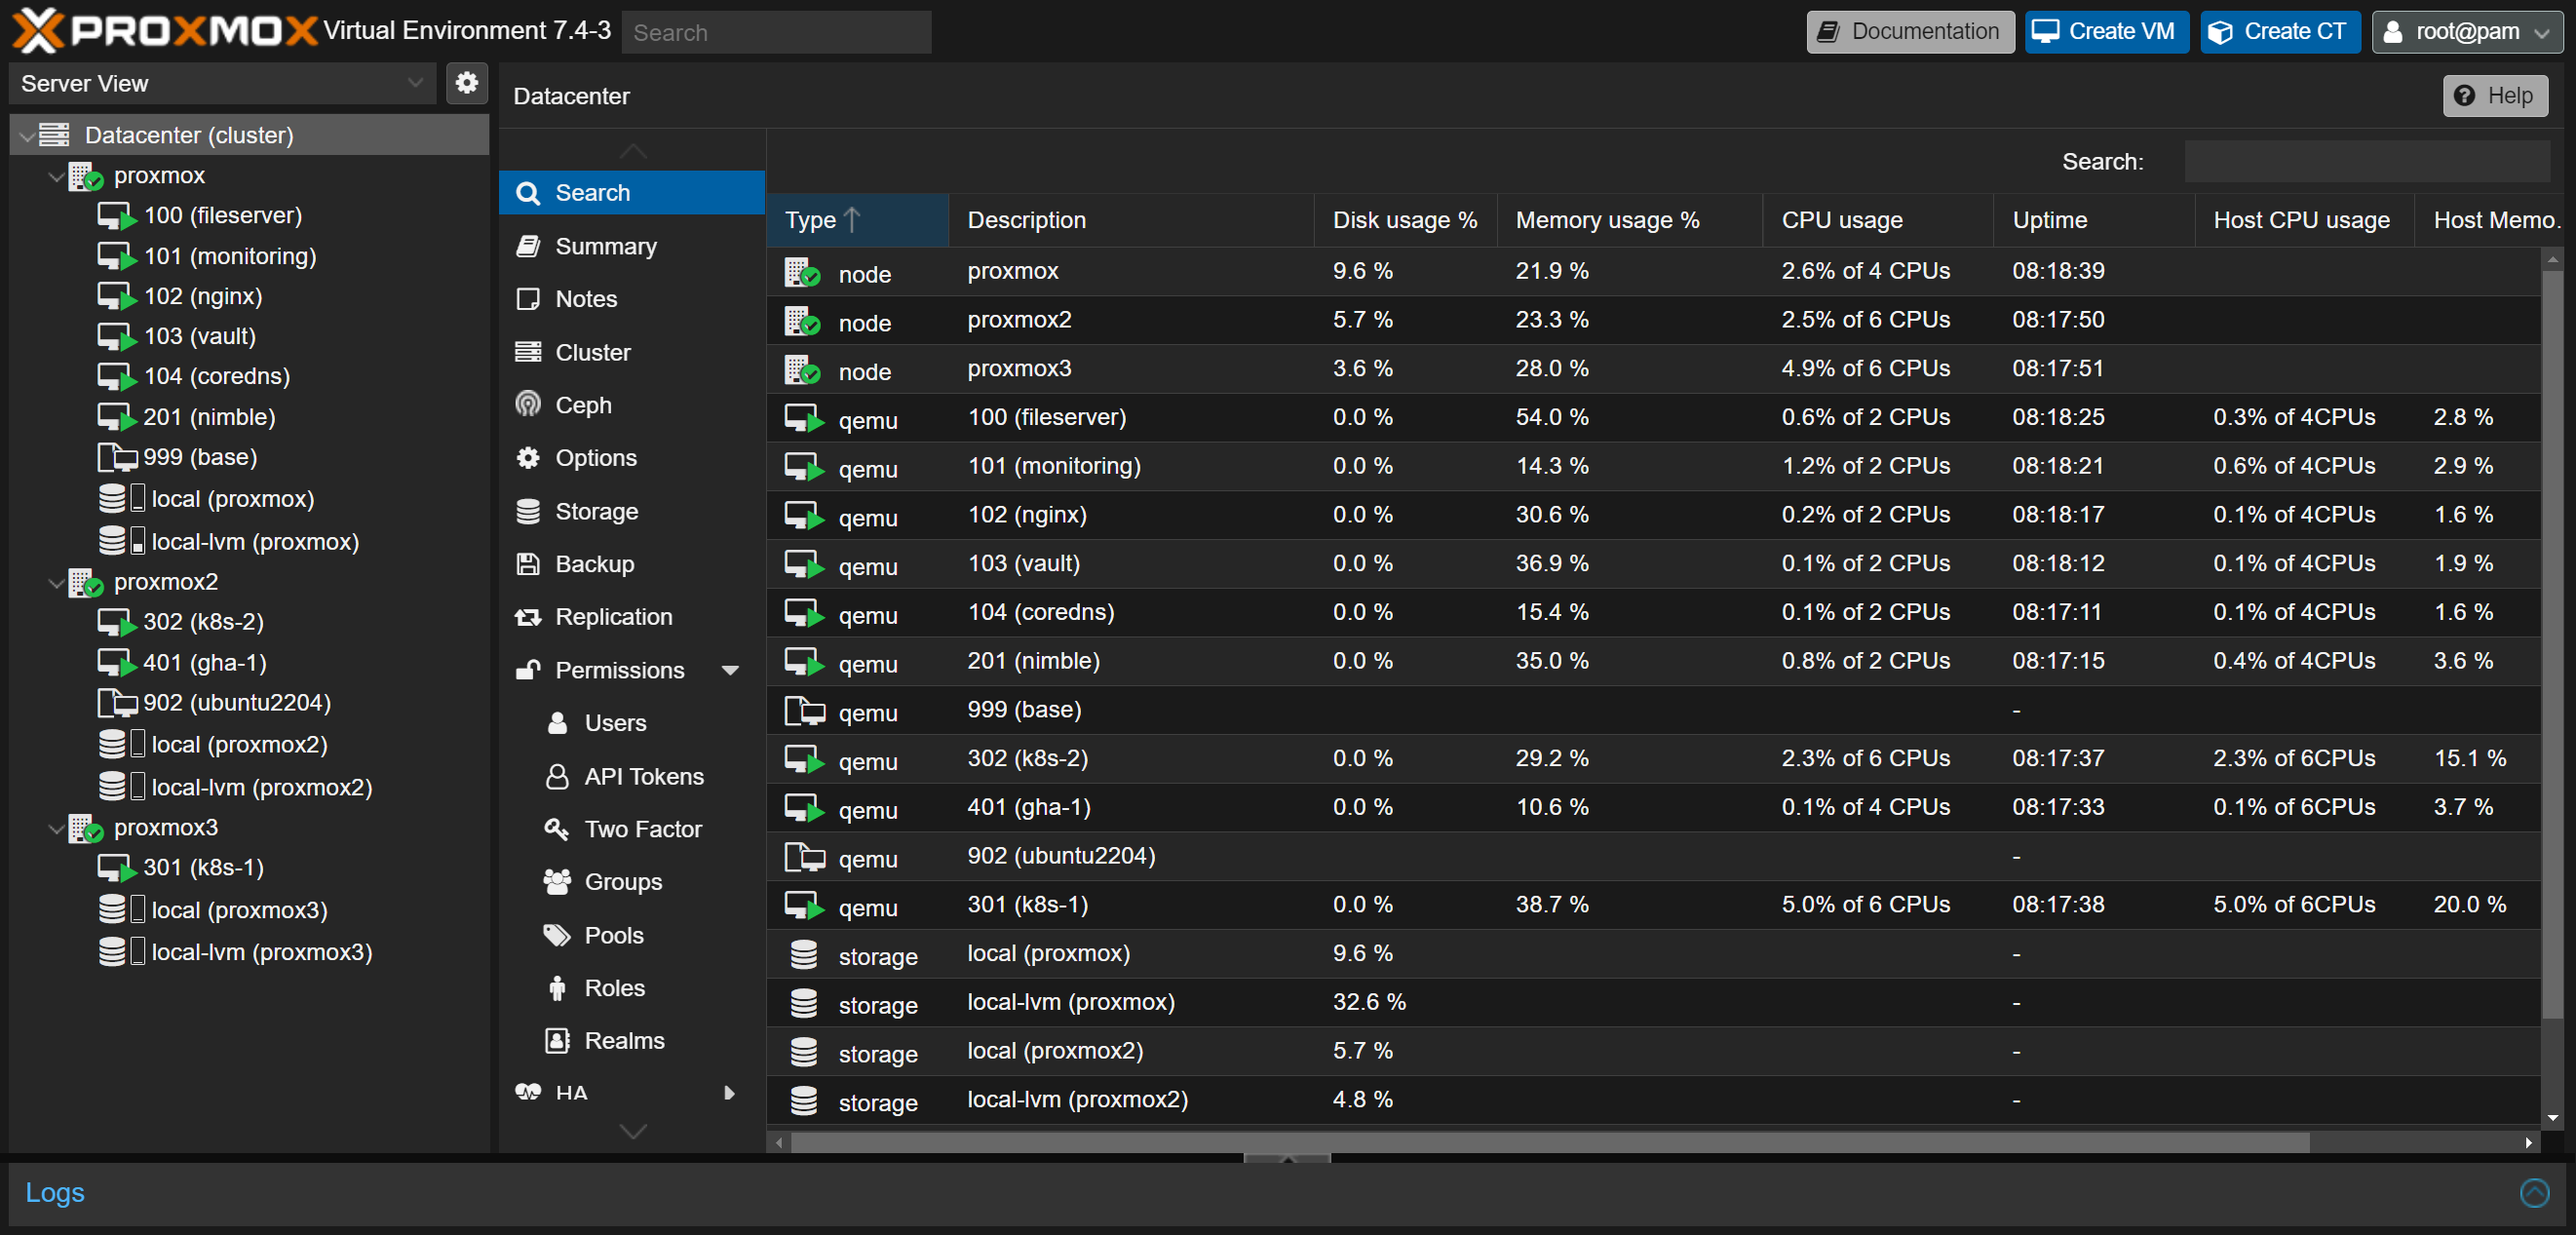 PROXMOX Virtual Environment 7.4-3 Search Documentation Create VM Create CT root@pam
Server View
Datacenter (cluster)
proxmox
100 (fileserver)
101 (monitoring)
102 (nginx)
103 (vault)
104 (coredns)
201 (nimble)
999 (base)
local (proxmox)
local-lvm (proxmox)
proxmox2
302 (k8s-2)
401 (gha-1)
902 (ubuntu2204)
local (proxmox2)
local-lvm (proxmox2)
proxmox3
301 (k8s-1)
local (proxmox3)
local-lvm (proxmox3)
Datacenter Help
Search
Summary
Notes
Cluster
Ceph
Options
Storage
Backup
Replication
Permissions
Users
API Tokens
Two Factor
Groups
Pools
Roles
Realms
HA
Search:
Type Description Disk usage % Memory usage % CPU usage Uptime Host CPU usage Host Memo.
node proxmox 9.6 % 21.9 % 2.6% of 4 CPUs 08:18:39
node proxmox2 5.7 % 23.3 % 2.5% of 6 CPUs 08:17:50
node proxmox3 3.6 % 28.0 % 4.9% of 6 CPUs 08:17:51
qemu 100 (fileserver) 0.0 % 54.0 % 0.6% of 2 CPUs 08:18:25 0.3% of 4CPUs 2.8 %
qemu 101 (monitoring) 0.0 % 14.3 % 1.2% of 2 CPUs 08:18:21 0.6% of 4CPUs 2.9 %
qemu 102 (nginx) 0.0 % 30.6 % 0.2% of 2 CPUs 08:18:17 0.1% of 4CPUs 1.6 %
qemu 103 (vault) 0.0 % 36.9 % 0.1% of 2 CPUs 08:18:12 0.1% of 4CPUs 1.9 %
qemu 104 (coredns) 0.0 % 15.4 % 0.1% of 2 CPUs 08:17:11 0.1% of 4CPUs 1.6 %
qemu 201 (nimble) 0.0 % 35.0 % 0.8% of 2 CPUs 08:17:15 0.4% of 4CPUs 3.6 %
qemu 999 (base) -
qemu 302 (k8s-2) 0.0 % 29.2 % 2.3% of 6 CPUs 08:17:37 2.3% of 6CPUs 15.1 %
qemu 401 (gha-1) 0.0 % 10.6 % 0.1% of 4 CPUs 08:17:33 0.1% of 6CPUs 3.7 %
qemu 902 (ubuntu2204) -
qemu 301 (k8s-1) 0.0 % 38.7 % 5.0% of 6 CPUs 08:17:38 5.0% of 6CPUs 20.0 %
storage local (proxmox) 9.6 % -
storage local-lvm (proxmox) 32.6 % -
storage local (proxmox2) 5.7 % -
storage local-lvm (proxmox2) 4.8 % -
Logs